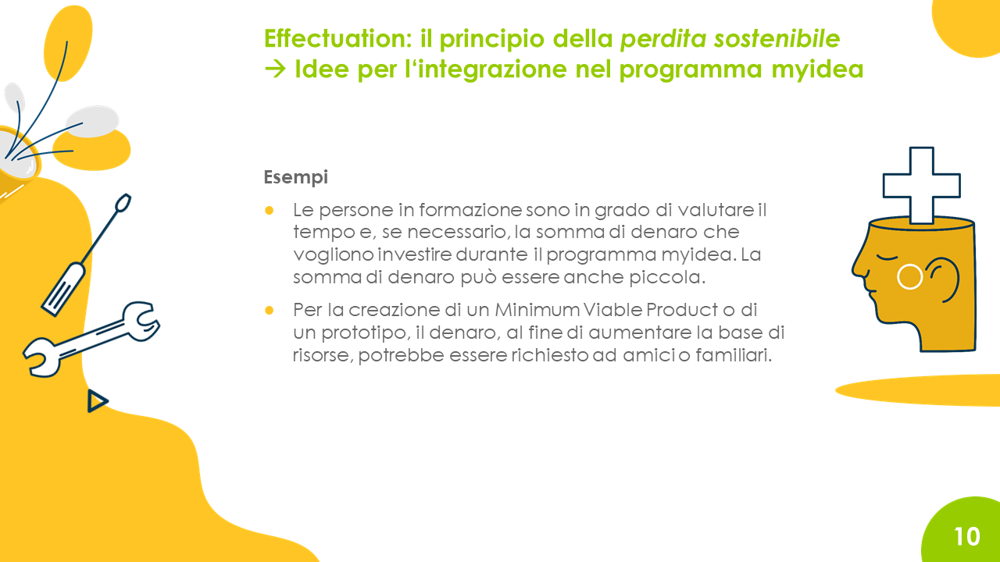 Effectuation: il principio della perdita sostenibile
→ Idee per l‘integrazione nel programma myidea
Esempi
● Le persone in formazione sono in grado di valutare il
tempo e, se necessario, la somma di denaro che
vogliono investire durante il programma myidea. La
somma di denaro può essere anche piccola.
● Per la creazione di un Minimum Viable Product o di
un prototipo, il denaro, al fine di aumentare la base di
risorse, potrebbe essere richiesto ad amici o familiari.
10